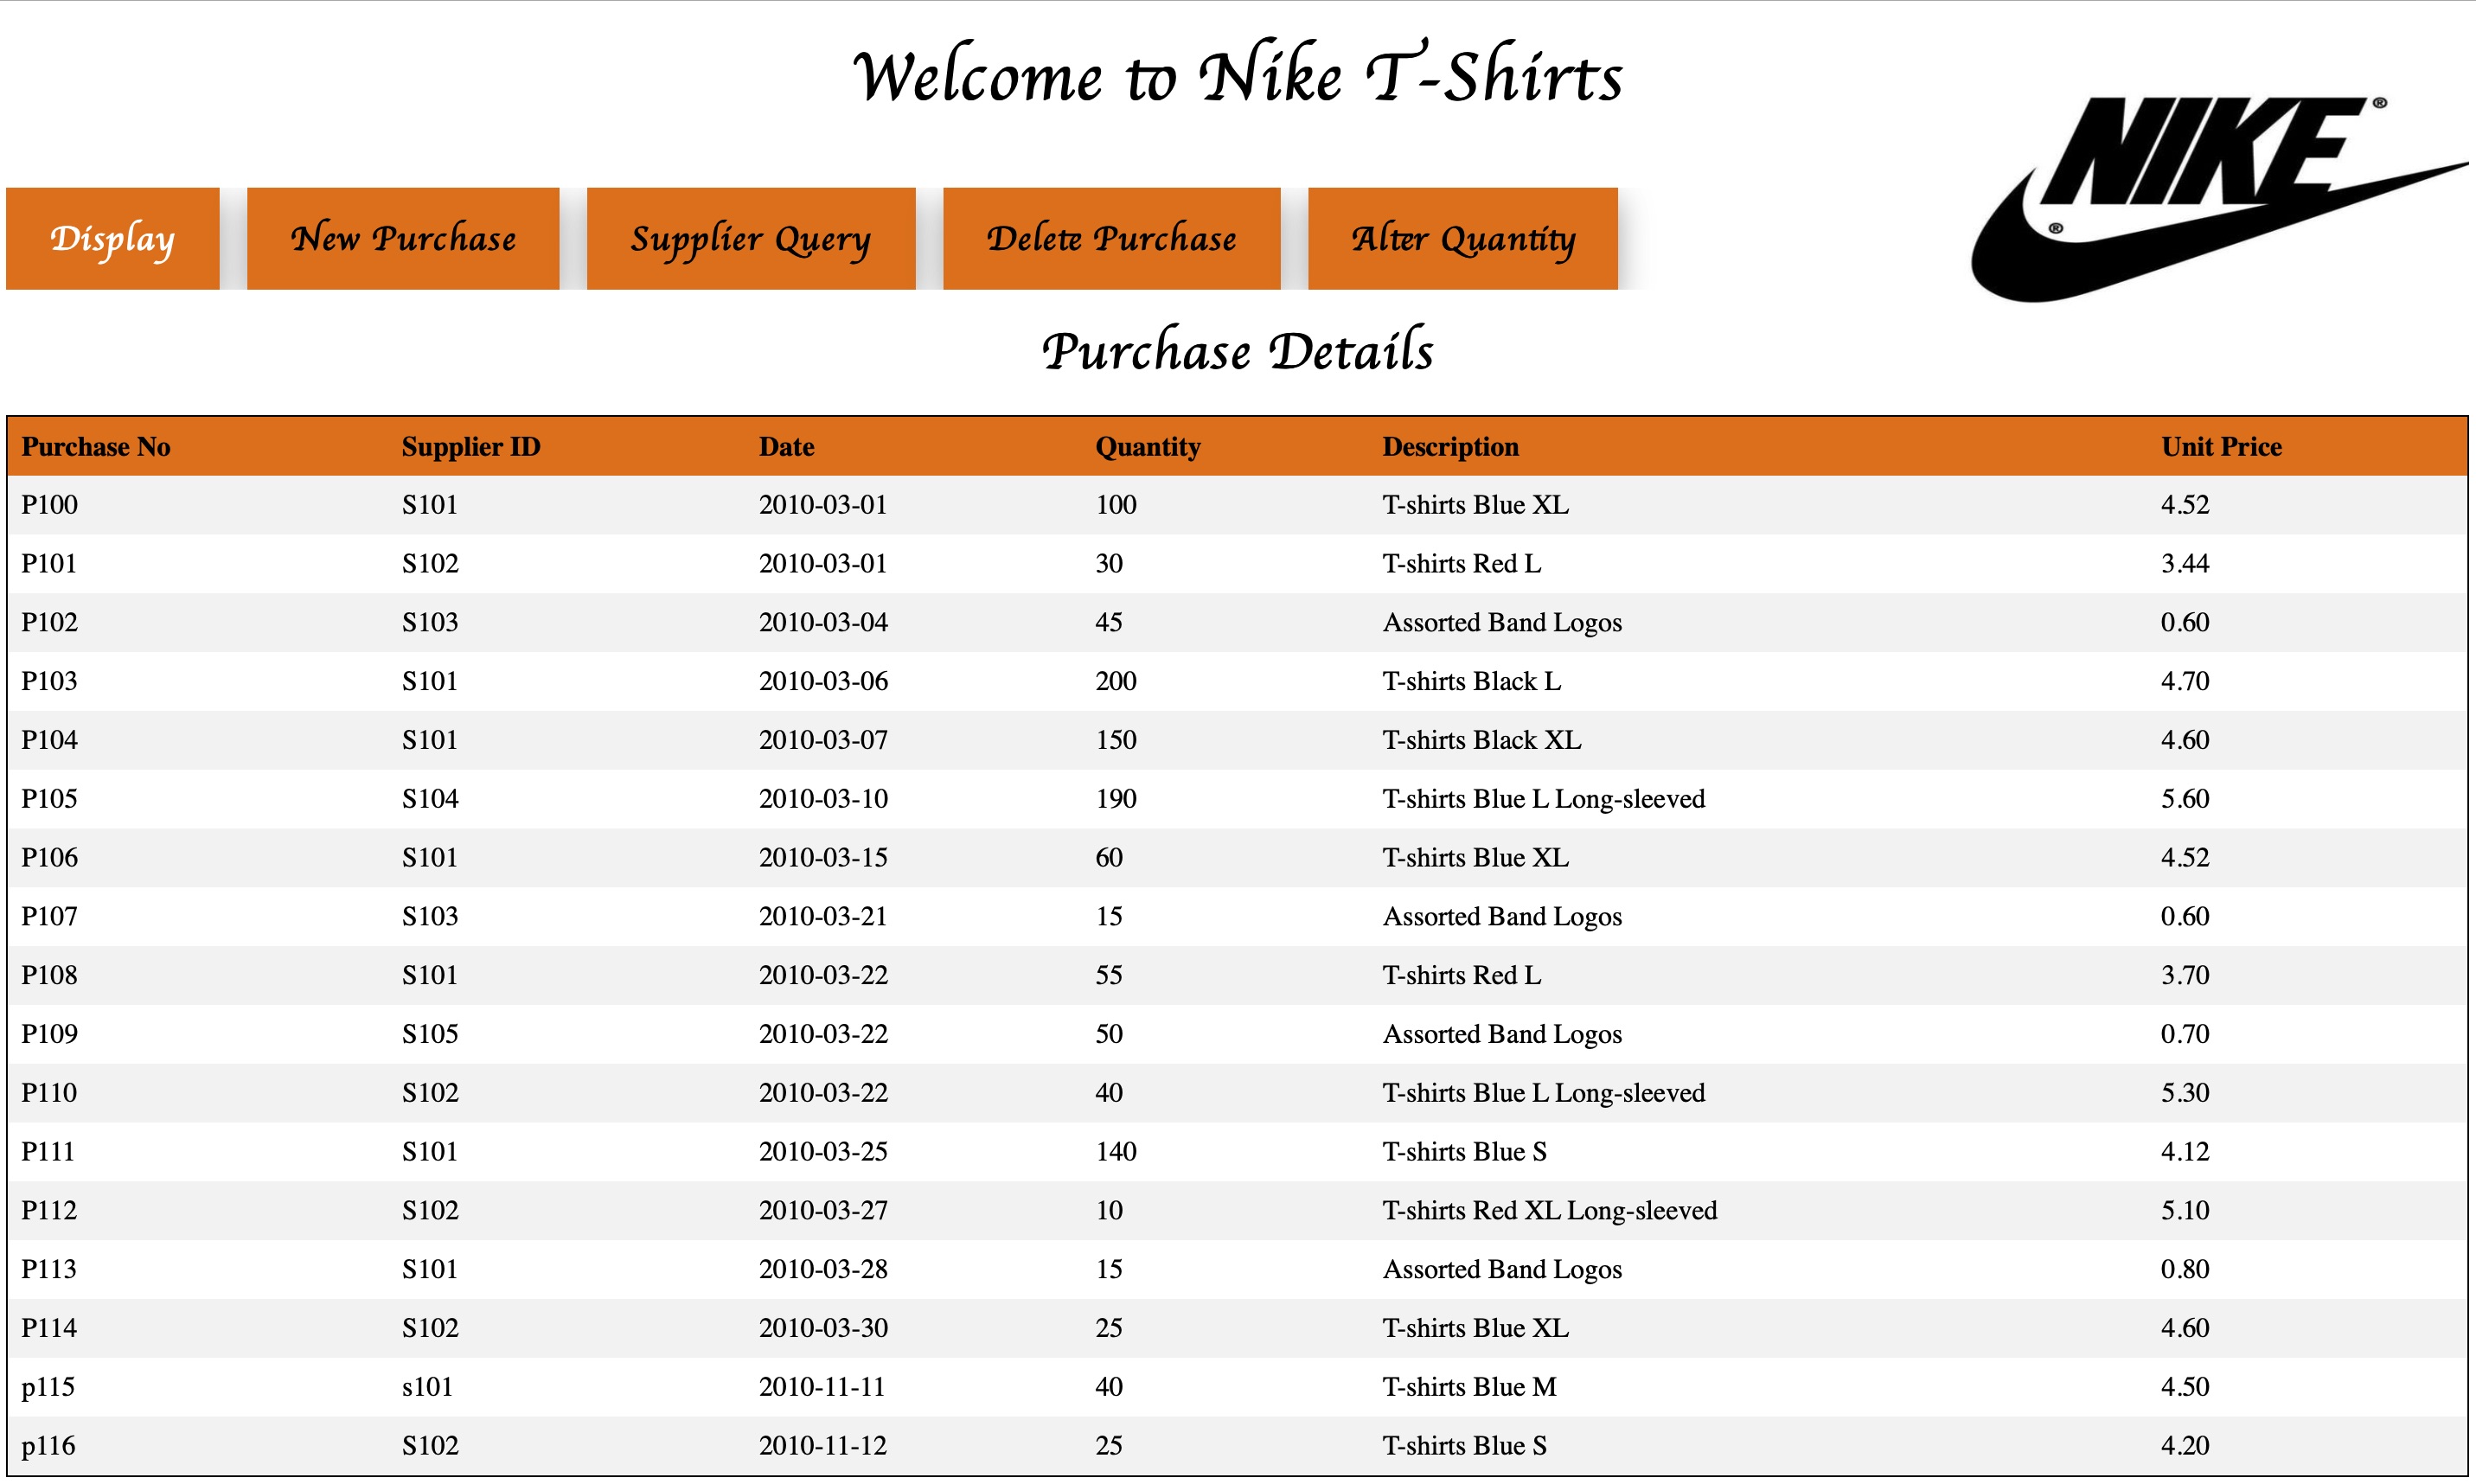 Welcome to Nike T-Shirts
NIKE®
®
Display New Purchase Supplier Query Delete Purchase Alter Quantity
Purchase Details
Purchase No Supplier ID Date Quantity Description Unit Price
P100 S101 2010-03-01 100 T-shirts Blue XL 4.52
P101 S102 2010-03-01 30 T-shirts Red L 3.44
P102 S103 2010-03-04 45 Assorted Band Logos 0.60
P103 S101 2010-03-06 200 T-shirts Black L 4.70
P104 S101 2010-03-07 150 T-shirts Black XL 4.60
P105 S104 2010-03-10 190 T-shirts Blue L Long-sleeved 5.60
P106 S101 2010-03-15 60 T-shirts Blue XL 4.52
P107 S103 2010-03-21 15 Assorted Band Logos 0.60
P108 S101 2010-03-22 55 T-shirts Red L 3.70
P109 S105 2010-03-22 50 Assorted Band Logos 0.70
P110 S102 2010-03-22 40 T-shirts Blue L Long-sleeved 5.30
P111 S101 2010-03-25 140 T-shirts Blue S 4.12
P112 S102 2010-03-27 10 T-shirts Red XL Long-sleeved 5.10
P113 S101 2010-03-28 15 Assorted Band Logos 0.80
P114 S102 2010-03-30 25 T-shirts Blue XL 4.60
p115 s101 2010-11-11 40 T-shirts Blue M 4.50
p116 S102 2010-11-12 25 T-shirts Blue S 4.20